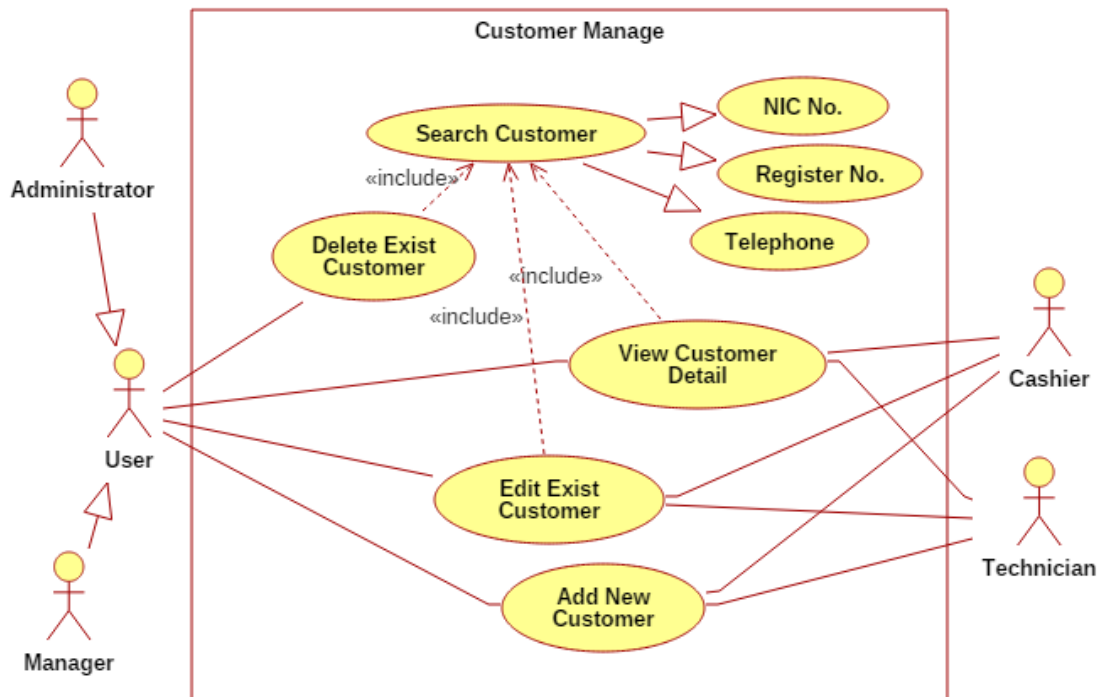 Customer Manage
NIC No.
Search Customer
Register No.
«include»
Administrator
Telephone
Delete Exist
Customer
«include»
«include»
View Customer
Detail
Cashier
User
Edit Exist
Customer
Technician
Add New
Customer
Manager